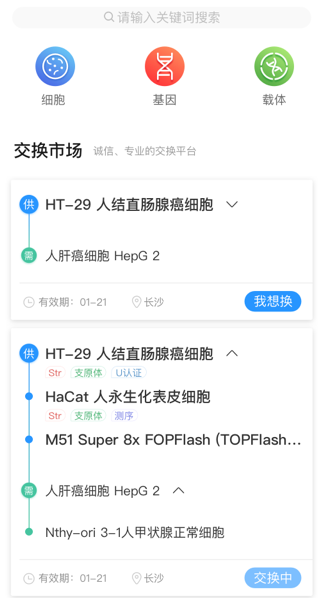 请输入关键词搜索
细胞 基因 载体
交换市场 诚信、专业的交换平台
供 HT-29 人结直肠腺癌细胞
需 人肝癌细胞 HepG 2
有效期：01-21 长沙 我想换
供 HT-29 人结直肠腺癌细胞
Str 支原体 U认证
HaCat 人永生化表皮细胞
Str 支原体 测序
M51 Super 8x FOPFlash (TOPFlash...
需 人肝癌细胞 HepG 2
Nthy-ori 3-1人甲状腺正常细胞
有效期：01-21 长沙 交换中